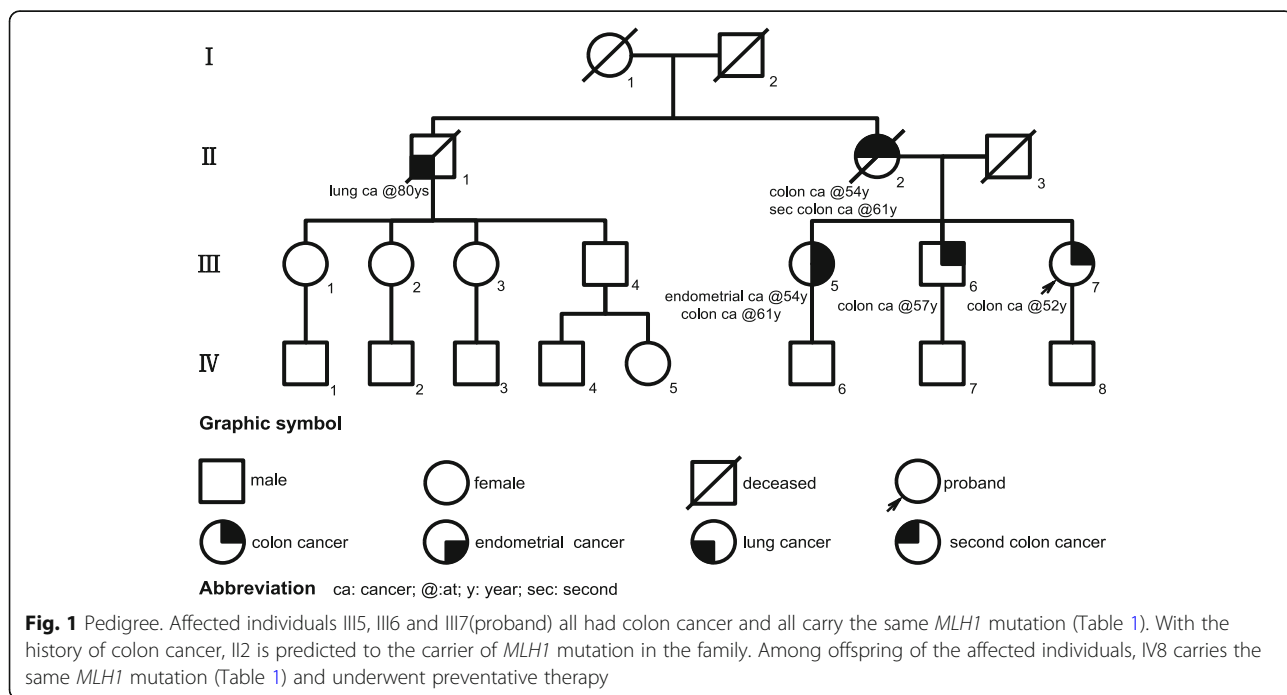 I
1 2
II
1 2 3
lung ca @80ys
colon ca @54y
sec colon ca @61y
III
1 2 3 4 5 6 7
endometrial ca @54y
colon ca @61y
colon ca @57y
colon ca @52y
IV
1 2 3 4 5 6 7 8
Graphic symbol
male female deceased proband
colon cancer endometrial cancer lung cancer second colon cancer
Abbreviation ca: cancer; @:at; y: year; sec: second
Fig. 1 Pedigree. Affected individuals III5, III6 and III7(proband) all had colon cancer and all carry the same MLH1 mutation (Table 1). With the
history of colon cancer, II2 is predicted to the carrier of MLH1 mutation in the family. Among offspring of the affected individuals, IV8 carries the
same MLH1 mutation (Table 1) and underwent preventative therapy